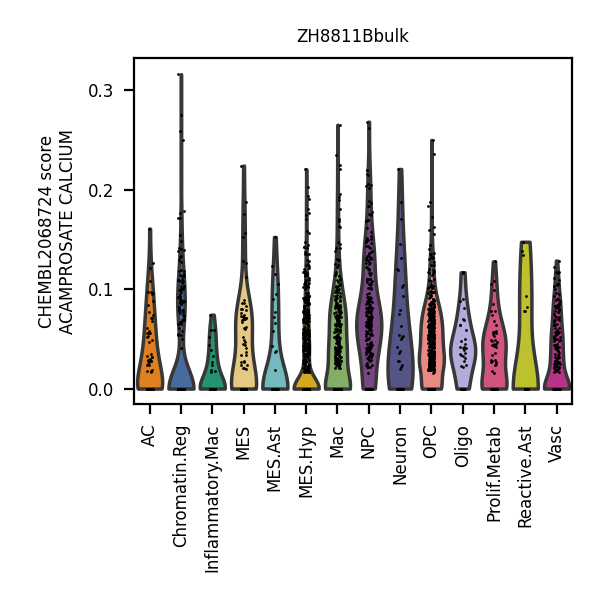 ZH8811Bbulk
CHEMBL2068724 score
ACAMPROSATE CALCIUM
0.3
0.2
0.1
0.0
AC
Chromatin.Reg
Inflammatory.Mac
MES
MES.Ast
MES.Hyp
Mac
NPC
Neuron
OPC
Oligo
Prolif.Metab
Reactive.Ast
Vasc